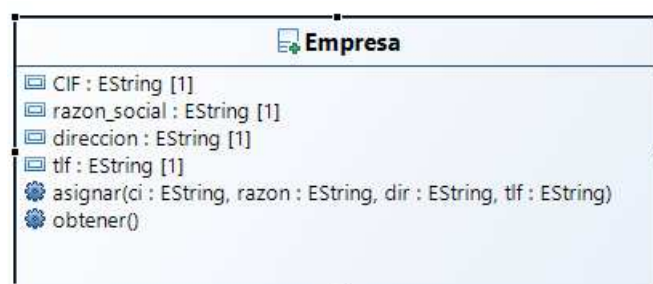 Empresa
CIF : EString [1]
razon_social : EString [1]
direccion : EString [1]
tlf : EString [1]
asignar(ci : EString, razon : EString, dir : EString, tlf : EString)
obtener()